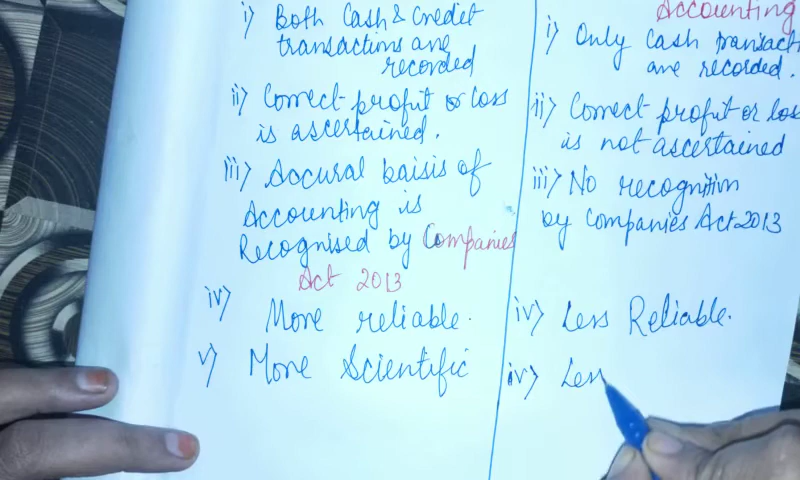 i) Both Cash & Credit
transactions are
recorded
ii) Correct profit or loss
is ascertained.
iii) Accural baisis of
Accounting is
Recognised by Companies
Act 2013
iv) More reliable.
v) More Scientific
Accounting
i) Only Cash transact
are recorded.
ii) Correct profit or loss
is not ascertained
iii) No recognition
by Companies Act 2013
iv) Less Reliable.
iv) Les